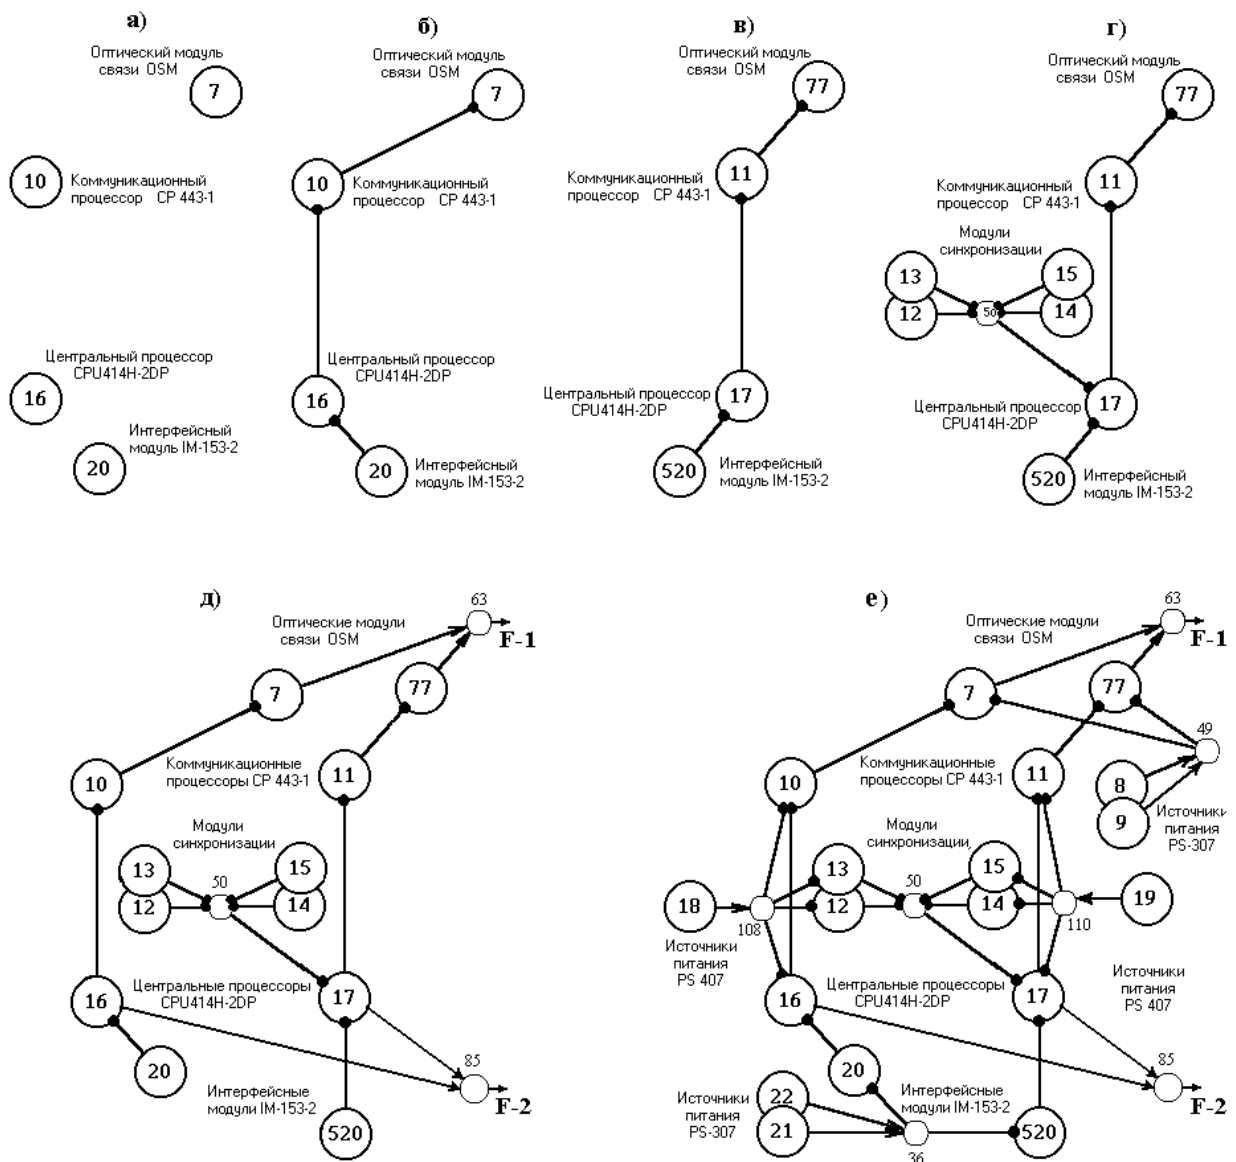 а)
Оптический модуль
связи OSM
7
10
Коммуникационный
процессор CP 443-1
Центральный процессор
CPU414H-2DP
16
Интерфейсный
модуль IM-153-2
20
б)
Оптический модуль
связи OSM
7
10
Коммуникационный
процессор CP 443-1
Центральный процессор
CPU414H-2DP
16
20
Интерфейсный
модуль IM-153-2
в)
Оптический модуль
связи OSM
77
11
Коммуникационный
процессор CP 443-1
17
Центральный процессор
CPU414H-2DP
520
Интерфейсный
модуль IM-153-2
г)
Оптический модуль
связи OSM
77
11
Коммуникационный
процессор CP 443-1
Модули
синхронизации
13
15
12
50
14
17
Центральный процессор
CPU414H-2DP
520
Интерфейсный
модуль IM-153-2
д)
63
F-1
Оптические модули
связи OSM
7
77
10
Коммуникационные
процессоры CP 443-1
11
Модули
синхронизации
13
15
50
12
14
16
Центральные процессоры
CPU414H-2DP
17
20
85
F-2
Интерфейсные
модули IM-153-2
520
е)
63
F-1
Оптические модули
связи OSM
7
77
49
10
Коммуникационные
процессоры CP 443-1
11
8
9
Источники
питания
PS-307
Модули
синхронизации,
13
15
50
18
108
12
14
110
19
Источники
питания
PS 407
Источники
питания
PS 407
16
Центральные процессоры
CPU414H-2DP
17
20
85
F-2
Источники
питания
PS-307
22
21
Интерфейсные
модули IM-153-2
36
520